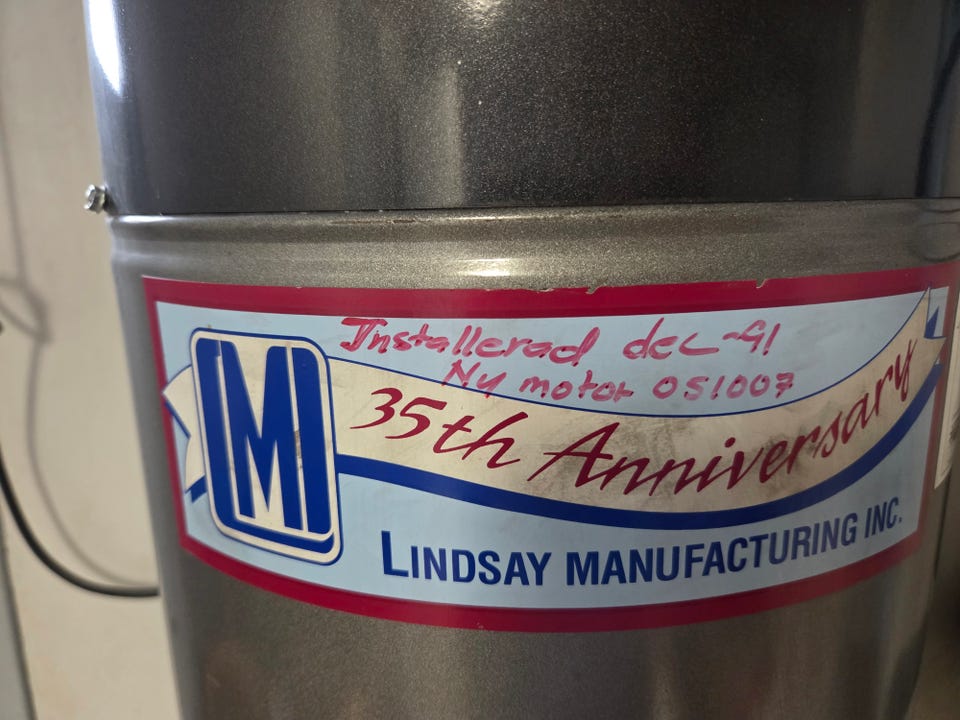 Installerad dec -91
Ny motor 051007
35th Anniversary
LM
LINDSAY MANUFACTURING INC.